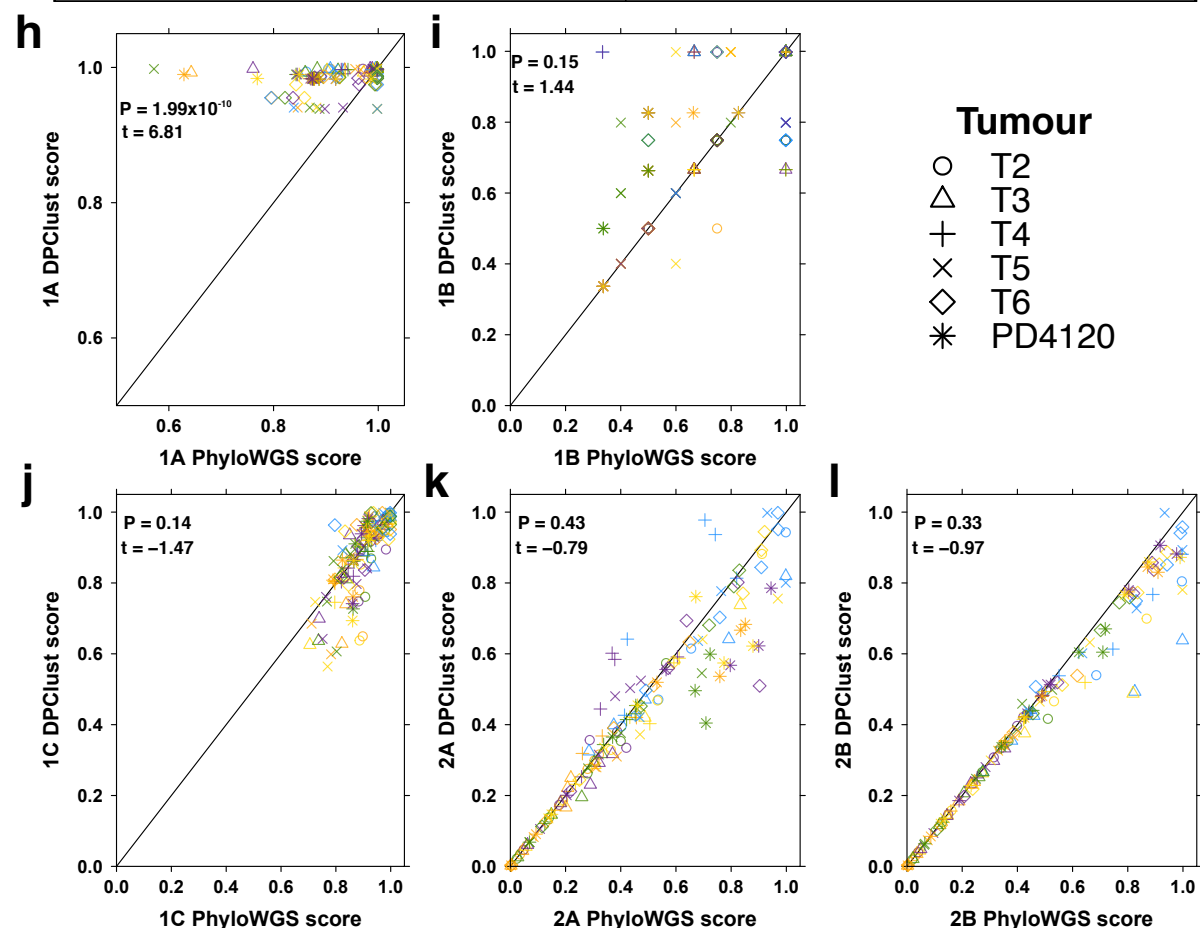 h
P = 1.99x10⁻¹⁰
t = 6.81
1.0
0.8
0.6
1A DPClust score
0.6 0.8 1.0
1A PhyloWGS score
i
P = 0.15
t = 1.44
1.0
0.8
0.6
0.4
0.2
0.0
1B DPClust score
0.0 0.2 0.4 0.6 0.8 1.0
1B PhyloWGS score
Tumour
T2
T3
T4
T5
T6
PD4120
j
P = 0.14
t = −1.47
1.0
0.8
0.6
0.4
0.2
0.0
1C DPClust score
0.0 0.2 0.4 0.6 0.8 1.0
1C PhyloWGS score
k
P = 0.43
t = −0.79
1.0
0.8
0.6
0.4
0.2
0.0
2A DPClust score
0.0 0.2 0.4 0.6 0.8 1.0
2A PhyloWGS score
l
P = 0.33
t = −0.97
1.0
0.8
0.6
0.4
0.2
0.0
2B DPClust score
0.0 0.2 0.4 0.6 0.8 1.0
2B PhyloWGS score